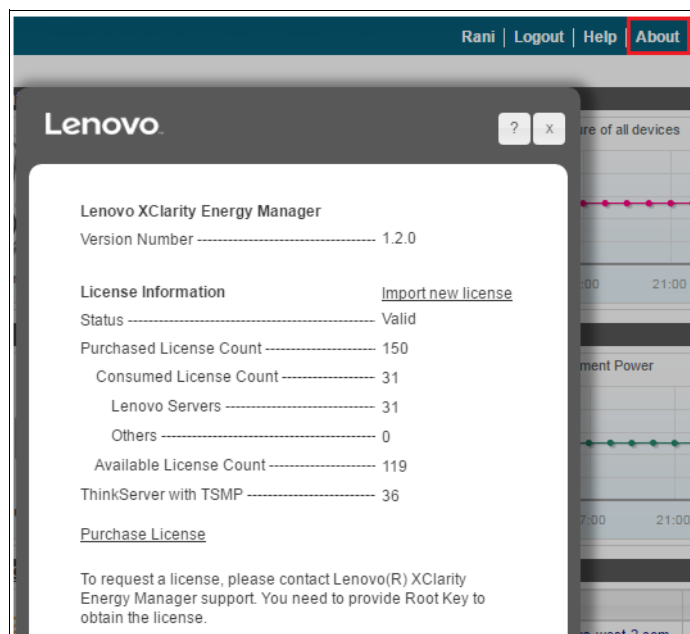 Rani | Logout | Help | About
Lenovo
? x
re of all devices
Lenovo XClarity Energy Manager
Version Number ---------------------------------- 1.2.0
License Information Import new license
:00 21:00
Status ------------------------------------------------ Valid
Purchased License Count --------------------- 150
ment Power
Consumed License Count ------------------ 31
Lenovo Servers ----------------------------- 31
Others ----------------------------------------- 0
Available License Count --------------------- 119
ThinkServer with TSMP ------------------------- 36
7:00 21:00
Purchase License
To request a license, please contact Lenovo(R) XClarity
Energy Manager support. You need to provide Root Key to
obtain the license.